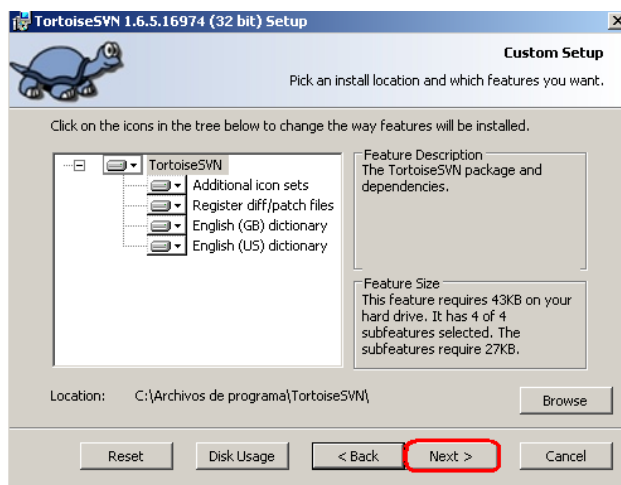 TortoiseSVN 1.6.5.16974 (32 bit) Setup
Custom Setup
Pick an install location and which features you want.
Click on the icons in the tree below to change the way features will be installed.
TortoiseSVN
Additional icon sets
Register diff/patch files
English (GB) dictionary
English (US) dictionary
Feature Description
The TortoiseSVN package and
dependencies.
Feature Size
This feature requires 43KB on your
hard drive. It has 4 of 4
subfeatures selected. The
subfeatures require 27KB.
Location: C:\Archivos de programa\TortoiseSVN\
Browse
Reset Disk Usage < Back Next > Cancel